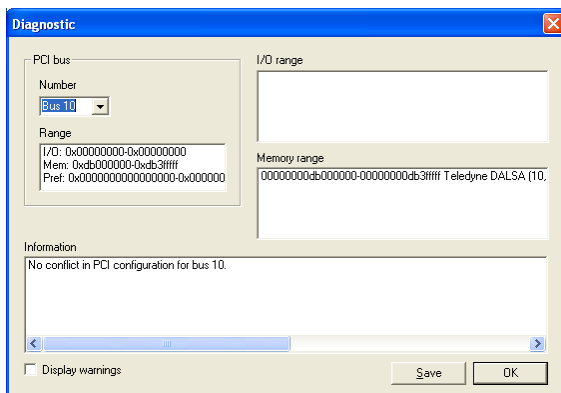 Diagnostic
PCI bus
Number
Bus 10
Range
I/O: 0x00000000-0x00000000
Mem: 0xdb000000-0xdb3fffff
Pref: 0x0000000000000000-0x000000
I/O range
Memory range
00000000db000000-00000000db3fffff Teledyne DALSA (10,
Information
No conflict in PCI configuration for bus 10.
Display warnings
Save
OK